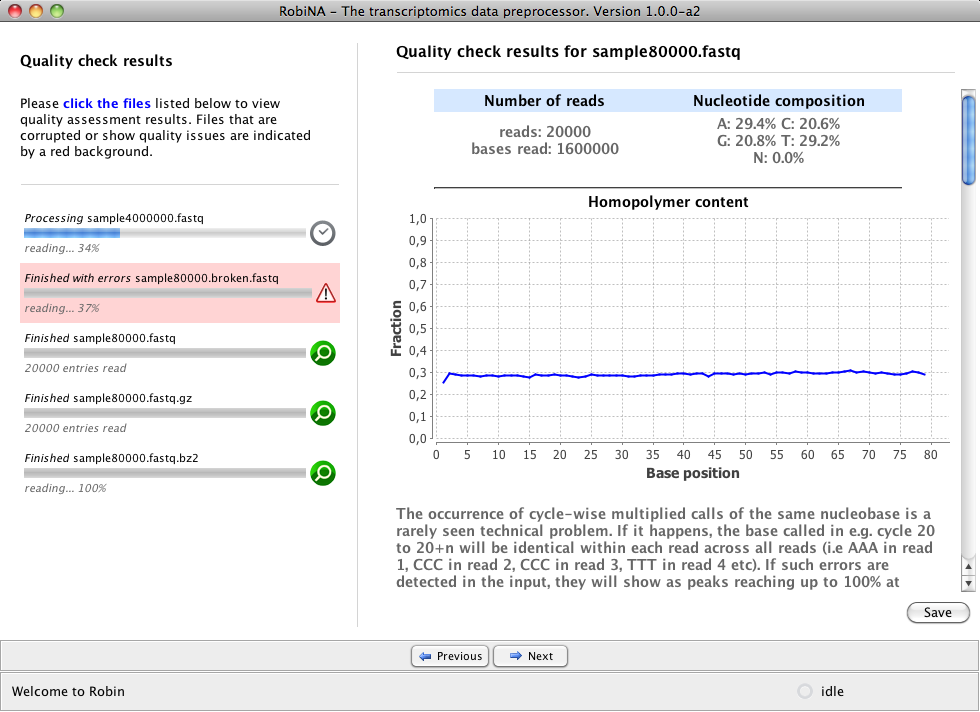 RobiNA - The transcriptomics data preprocessor. Version 1.0.0-a2
Quality check results
Please click the files listed below to view
quality assessment results. Files that are
corrupted or show quality issues are indicated
by a red background.
Processing sample4000000.fastq
reading... 34%
Finished with errors sample80000.broken.fastq
reading... 37%
Finished sample80000.fastq
20000 entries read
Finished sample80000.fastq.gz
20000 entries read
Finished sample80000.fastq.bz2
reading... 100%
Quality check results for sample80000.fastq
Number of reads Nucleotide composition
reads: 20000
bases read: 1600000
A: 29.4% C: 20.6%
G: 20.8% T: 29.2%
N: 0.0%
Homopolymer content
Fraction
1,0
0,9
0,8
0,7
0,6
0,5
0,4
0,3
0,2
0,1
0,0
0 5 10 15 20 25 30 35 40 45 50 55 60 65 70 75 80
Base position
The occurrence of cycle-wise multiplied calls of the same nucleobase is a
rarely seen technical problem. If it happens, the base called in e.g. cycle 20
to 20+n will be identical within each read across all reads (i.e AAA in read
1, CCC in read 2, CCC in read 3, TTT in read 4 etc). If such errors are
detected in the input, they will show as peaks reaching up to 100% at
Save
Previous Next
Welcome to Robin idle